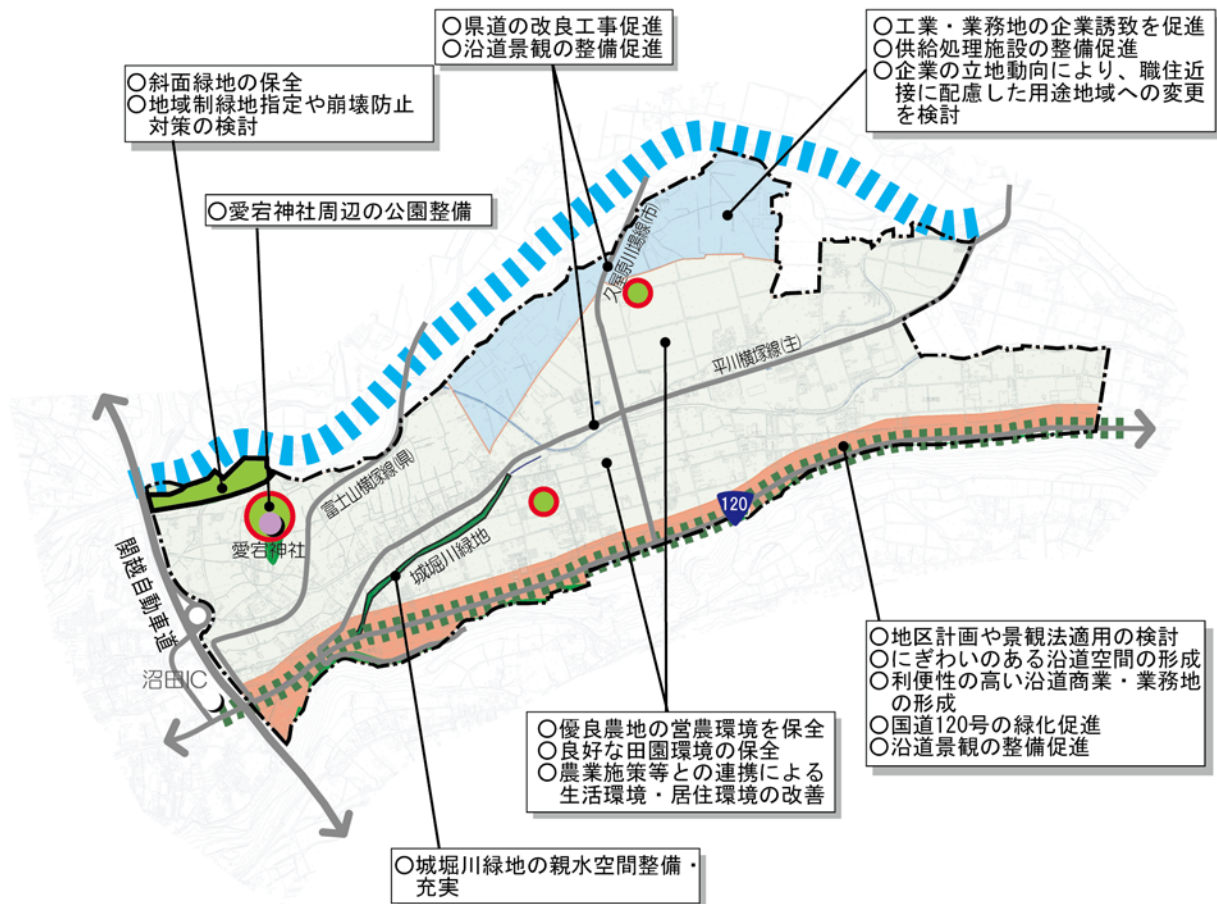 ○県道の改良工事促進
○沿道景観の整備促進
○工業・業務地の企業誘致を促進
○供給処理施設の整備促進
○企業の立地動向により、職住近
接に配慮した用途地域への変更
を検討
○斜面緑地の保全
○地域制緑地指定や崩壊防止
対策の検討
○愛宕神社周辺の公園整備
久屋原川場線(市)
平川横塚線(主)
富士山横塚線(県)
120
愛宕神社
城堀川緑地
関越自動車道
沼田IC
○地区計画や景観法適用の検討
○にぎわいのある沿道空間の形成
○利便性の高い沿道商業・業務地
の形成
○国道120号の緑化促進
○沿道景観の整備促進
○優良農地の営農環境を保全
○良好な田園環境の保全
○農業施策等との連携による
生活環境・居住環境の改善
○城堀川緑地の親水空間整備・
充実